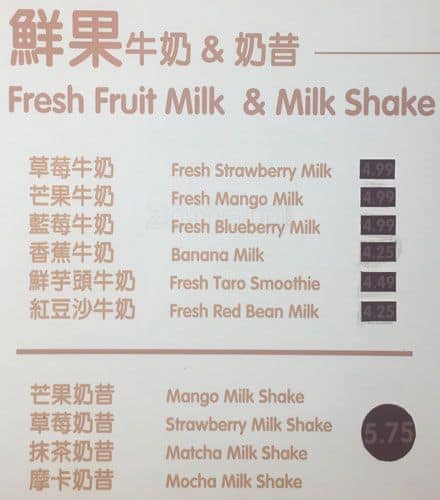 鮮果牛奶 & 奶昔
Fresh Fruit Milk & Milk Shake
草莓牛奶 Fresh Strawberry Milk 4.99
芒果牛奶 Fresh Mango Milk 4.99
藍莓牛奶 Fresh Blueberry Milk 4.99
香蕉牛奶 Banana Milk 4.25
鮮芋頭牛奶 Fresh Taro Smoothie 4.49
紅豆沙牛奶 Fresh Red Bean Milk 4.25
芒果奶昔 Mango Milk Shake
草莓奶昔 Strawberry Milk Shake 5.75
抹茶奶昔 Matcha Milk Shake
摩卡奶昔 Mocha Milk Shake